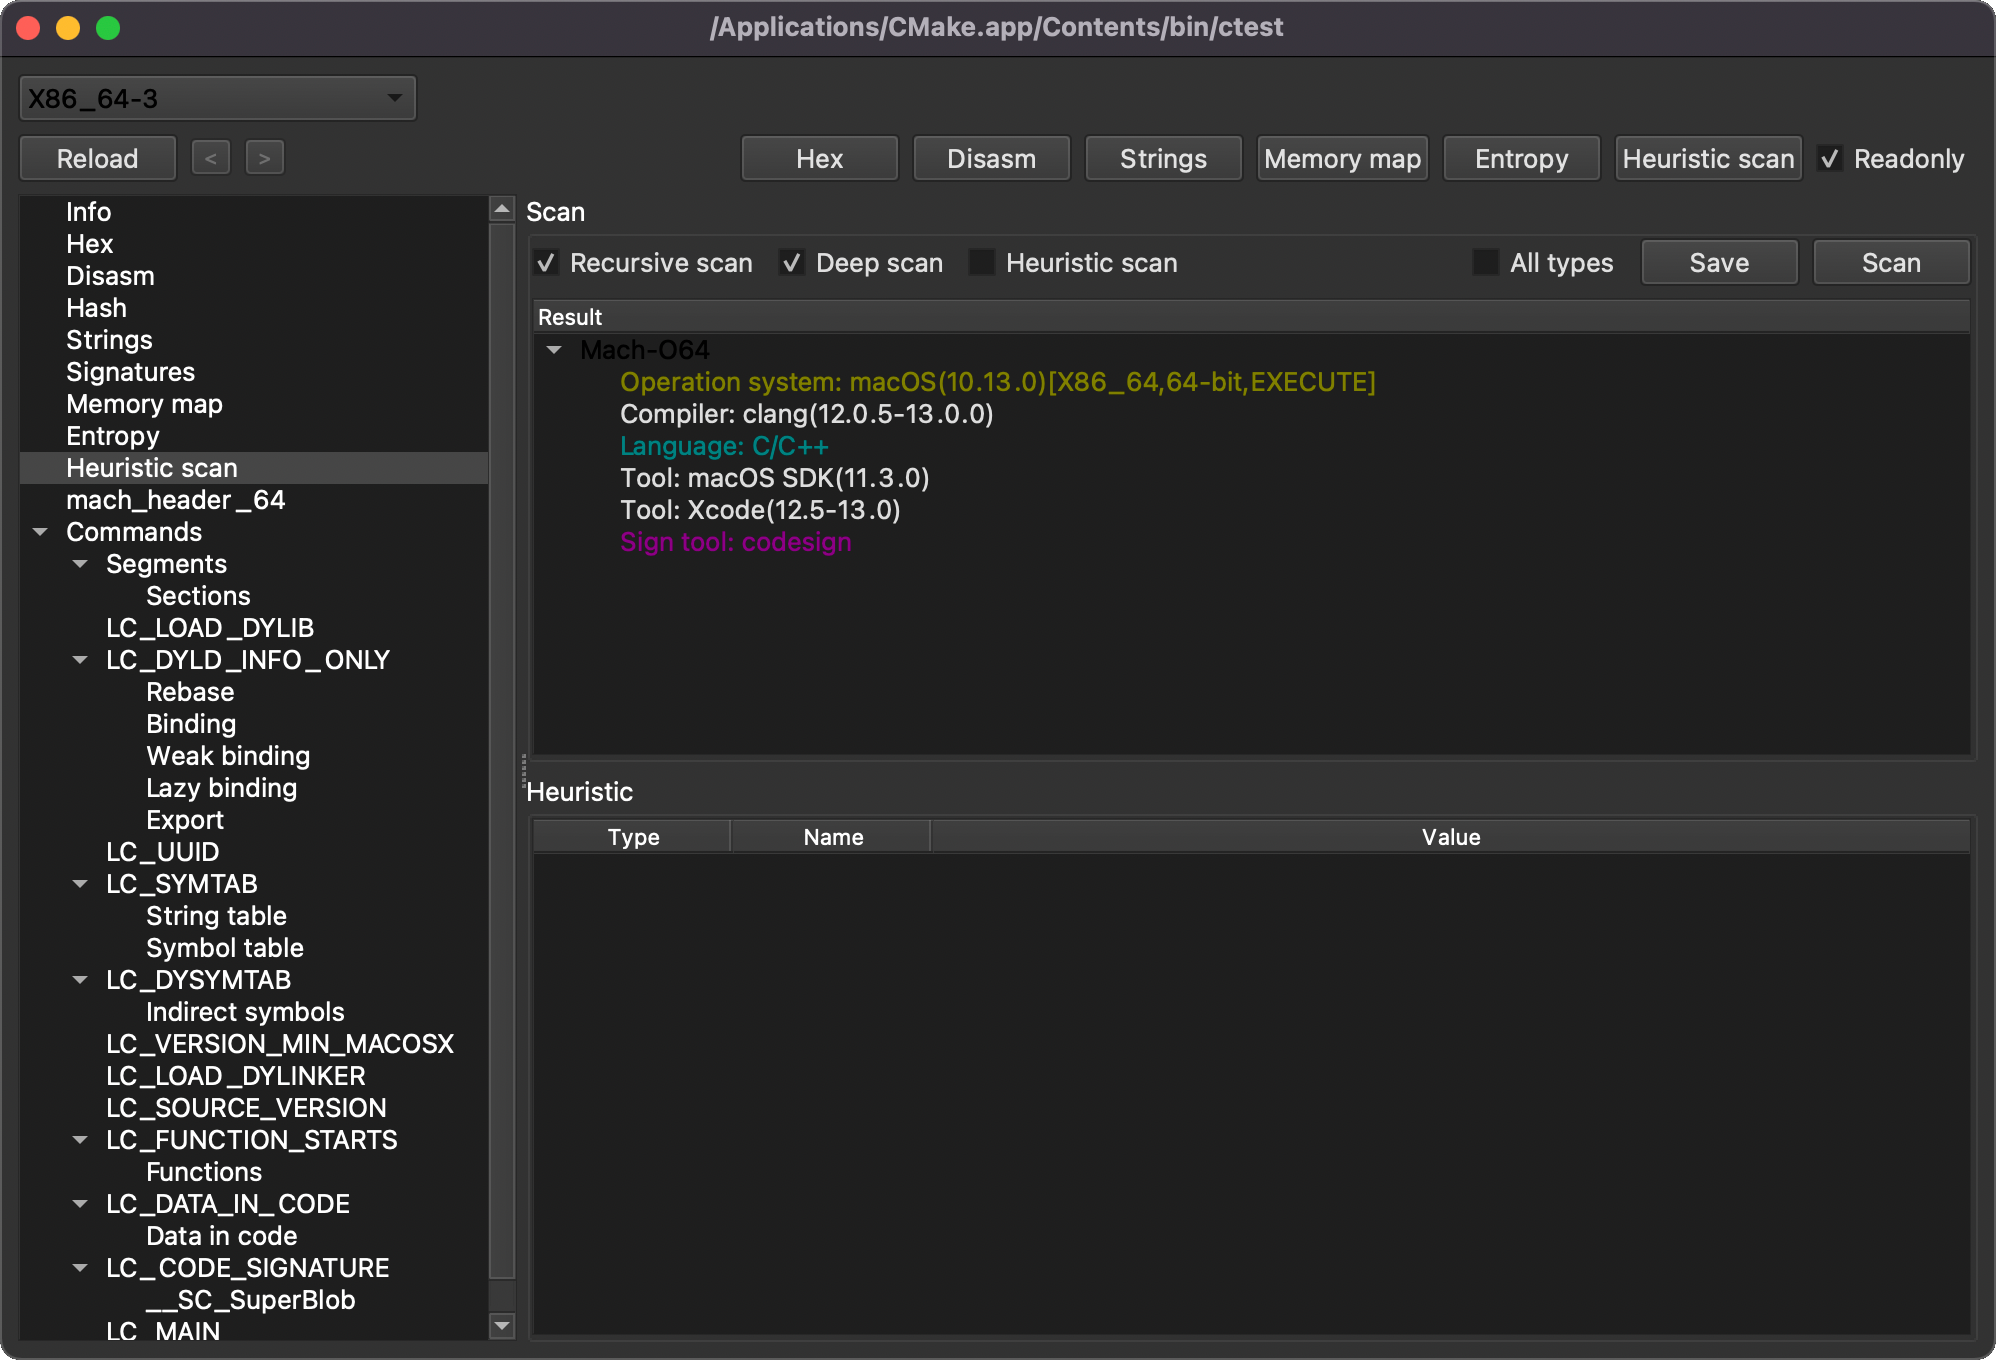 /Applications/CMake.app/Contents/bin/ctest
X86_64-3
Reload < > Hex Disasm Strings Memory map Entropy Heuristic scan Readonly
Info
Hex
Disasm
Hash
Strings
Signatures
Memory map
Entropy
Heuristic scan
mach_header_64
Commands
Segments
Sections
LC_LOAD_DYLIB
LC_DYLD_INFO_ONLY
Rebase
Binding
Weak binding
Lazy binding
Export
LC_UUID
LC_SYMTAB
String table
Symbol table
LC_DYSYMTAB
Indirect symbols
LC_VERSION_MIN_MACOSX
LC_LOAD_DYLINKER
LC_SOURCE_VERSION
LC_FUNCTION_STARTS
Functions
LC_DATA_IN_CODE
Data in code
LC_CODE_SIGNATURE
__SC_SuperBlob
LC_MAIN
Scan
Recursive scan Deep scan Heuristic scan All types Save Scan
Result
Mach-O64
Operation system: macOS(10.13.0)[X86_64,64-bit,EXECUTE]
Compiler: clang(12.0.5-13.0.0)
Language: C/C++
Tool: macOS SDK(11.3.0)
Tool: Xcode(12.5-13.0)
Sign tool: codesign
Heuristic
Type Name Value